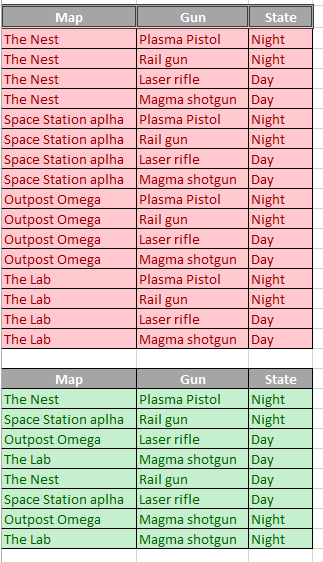 Map Gun State
The Nest Plasma Pistol Night
The Nest Rail gun Night
The Nest Laser rifle Day
The Nest Magma shotgun Day
Space Station aplha Plasma Pistol Night
Space Station aplha Rail gun Night
Space Station aplha Laser rifle Day
Space Station aplha Magma shotgun Day
Outpost Omega Plasma Pistol Night
Outpost Omega Rail gun Night
Outpost Omega Laser rifle Day
Outpost Omega Magma shotgun Day
The Lab Plasma Pistol Night
The Lab Rail gun Night
The Lab Laser rifle Day
The Lab Magma shotgun Day
Map Gun State
The Nest Plasma Pistol Night
Space Station aplha Rail gun Night
Outpost Omega Laser rifle Day
The Lab Magma shotgun Day
The Nest Rail gun Day
Space Station aplha Laser rifle Day
Outpost Omega Magma shotgun Night
The Lab Magma shotgun Night